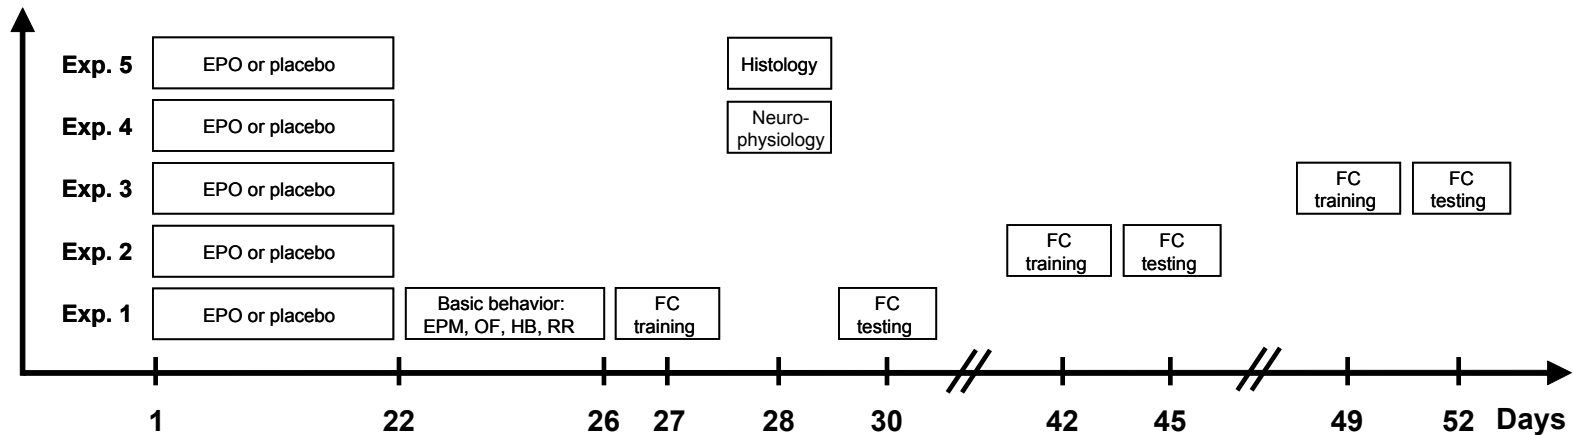 Exp. 5
EPO or placebo
Histology
Exp. 4
EPO or placebo
Neuro-
physiology
Exp. 3
EPO or placebo
FC
training
FC
testing
Exp. 2
EPO or placebo
FC
training
FC
testing
Exp. 1
EPO or placebo
Basic behavior:
EPM, OF, HB, RR
FC
training
FC
testing
1 22 26 27 28 30 42 45 49 52 Days